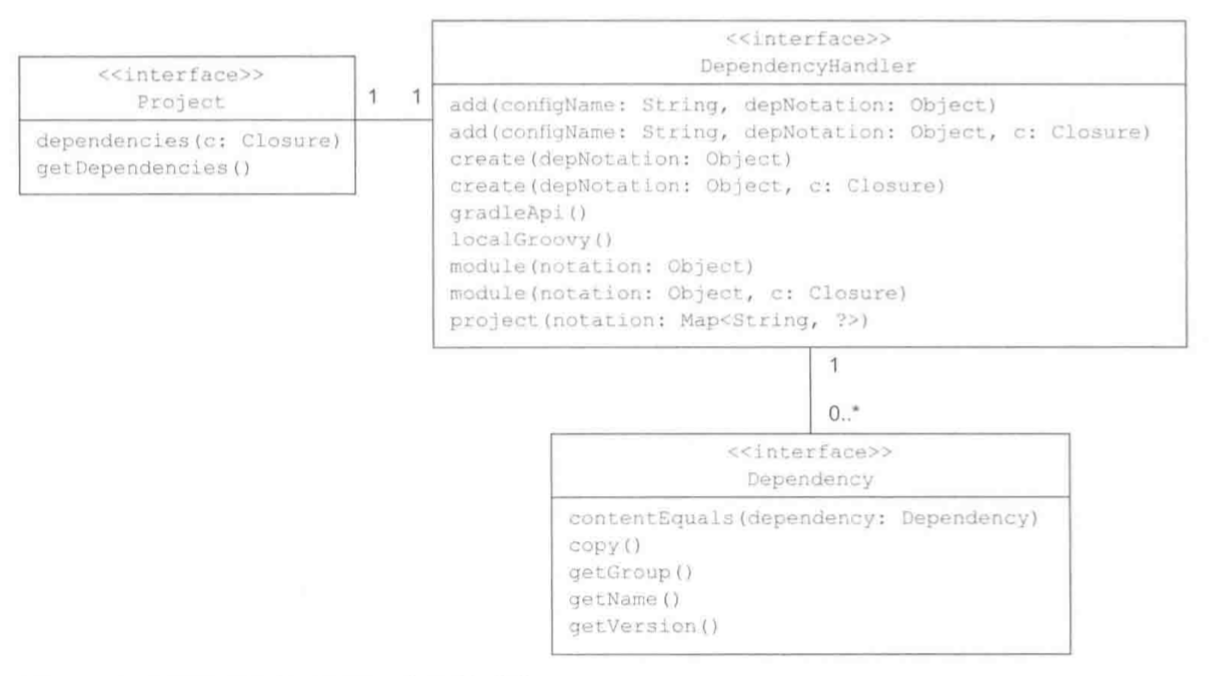 <<interface>>
Project
dependencies(c: Closure)
getDependencies()
1 1
<<interface>>
DependencyHandler
add(configName: String, depNotation: Object)
add(configName: String, depNotation: Object, c: Closure)
create(depNotation: Object)
create(depNotation: Object, c: Closure)
gradleApi()
localGroovy()
module(notation: Object)
module(notation: Object, c: Closure)
project(notation: Map<String, ?>)
1
0..*
<<interface>>
Dependency
contentEquals(dependency: Dependency)
copy()
getGroup()
getName()
getVersion()